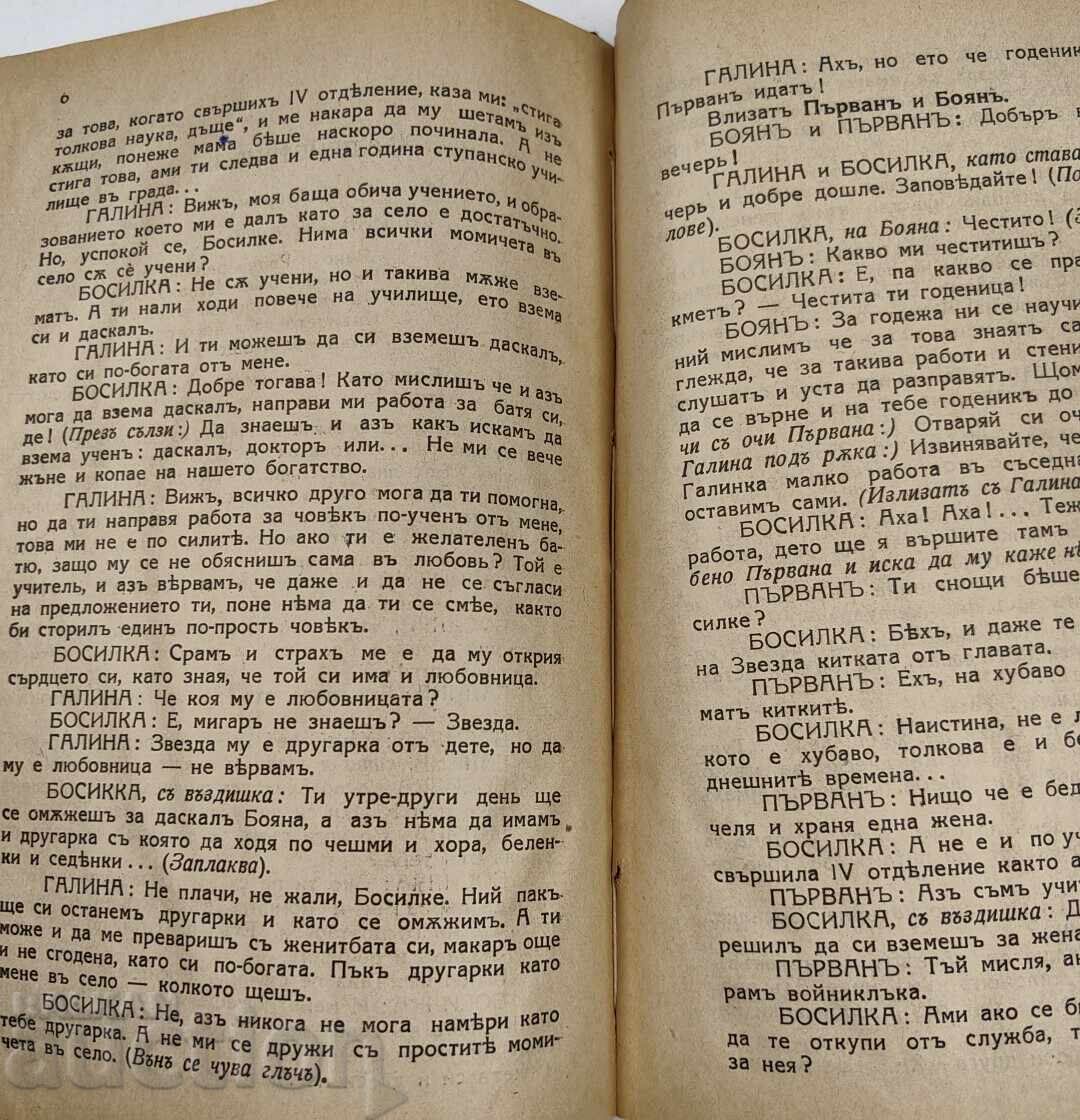 6
за това, когато свършихъ IV отдѣление, каза ми: „стига
толкова наука, дъще“, и ме накара да му шетамъ изъ
кѫщи, понеже мама бѣше наскоро починала. А не
стига това, ами ти следва и една година ступанско учи-
лище въ града...
ГАЛИНА: Вижъ, моя баща обича учението, и обра-
зованието което ми е далъ като за село е достатъчно.
Но, успокой се, Босилке. Нима всички момичета въ
село сѫ сѐ учени?
БОСИЛКА: Не сѫ учени, но и такива мѫже взе-
матъ. А ти нали ходи повече на училище, ето взема
си и даскалъ.
ГАЛИНА: И ти можешъ да си вземешъ даскалъ,
като си по-богата отъ мене.
БОСИЛКА: Добре тогава! Като мислишъ че и азъ
мога да взема даскалъ, направи ми работа за батя си,
де! (Презъ сълзи:) Да знаешъ и азъ какъ искамъ да
взема ученъ: даскалъ, докторъ или... Не ми се вече
жъне и копае на нашето богатство.
ГАЛИНА: Вижъ, всичко друго мога да ти помогна,
но да ти направя работа за човѣкъ по-ученъ отъ мене,
това ми не е по силитѣ. Но ако ти е желателенъ ба-
тю, защо му се не обяснишъ сама въ любовь? Той е
учитель, и азъ вѣрвамъ, че даже и да не се съгласи
на предложението ти, поне нѣма да ти се смѣе, както
би сторилъ единъ по-простъ човѣкъ.
БОСИЛКА: Срамъ и страхъ ме е да му открия
сърдцето си, като зная, че той си има и любовница.
ГАЛИНА: Че коя му е любовницата?
БОСИЛКА: Е, мигаръ не знаешъ? — Звезда.
ГАЛИНА: Звезда му е другарка отъ дете, но да
му е любовница — не вѣрвамъ.
БОСИККА, съ въздишка: Ти утре-други день ще
се омѫжешъ за даскалъ Бояна, а азъ нѣма да имамъ
и другарка съ която да ходя по чешми и хора, белен-
ки и седѣнки... (Заплаква).
ГАЛИНА: Не плачи, не жали, Босилке. Ний пакъ
ще си останемъ другарки и като се омѫжимъ. А ти
може и да ме преваришъ съ женитбата си, макаръ още
и не сгодена, като си по-богата. Пъкъ другарки като
мене въ село — колкото щешъ.
БОСИЛКА: Не, азъ никога не мога намѣри като
тебе другарка. А не ми се дружи съ проститѣ моми-
чета въ село. (Вънъ се чува глъчъ).
ГАЛИНА: Ахъ, но ето че годеник
Първанъ идатъ!
Влизатъ Първанъ и Боянъ.
БОЯНЪ и ПЪРВАНЪ: Добъръ
вечерь!
ГАЛИНА и БОСИЛКА, като става
черь и добре дошле. Заповѣдайте! (По
лове).
БОСИЛКА, на Бояна: Честито!
БОЯНЪ: Какво ми честитишъ?
БОСИЛКА: Е, па какво се пра
кметъ? — Честита ти годеница!
БОЯНЪ: За годежа ни се научи
ний мислимъ че за това знаятъ са
глежда, че за такива работи и стени
слушатъ и уста да разправятъ. Щом
да се върне и на тебе годеникъ до
чи съ очи Първана:) Отваряй си оч
Галина подъ рѫка:) Извинявайте, че
Галинка малко работа въ съседна
оставимъ сами. (Излизатъ съ Галина
БОСИЛКА: Аха! Аха!... Теж
работа, дето ще я вършите тамъ
бено Първана и иска да му каже нѣ
ПЪРВАНЪ: Ти снощи бѣше
силке?
БОСИЛКА: Бѣхъ, и даже те
на Звезда китката отъ главата.
ПЪРВАНЪ: Ехъ, на хубаво
матъ киткитѣ.
БОСИЛКА: Наистина, не е л
кото е хубаво, толкова е и бе
днешнитѣ времена...
ПЪРВАНЪ: Нищо че е бед
челя и храня една жена.
БОСИЛКА: А не е и по уч
свършила IV отдѣление както а
ПЪРВАНЪ: Азъ съмъ учит
БОСИЛКА, съ въздишка: Д
решилъ да си вземешъ за жена
ПЪРВАНЪ: Тъй мисля, ак
рамъ войниклъка.
БОСИЛКА: Ами ако се б
да те откупи отъ служба, т
за нея?